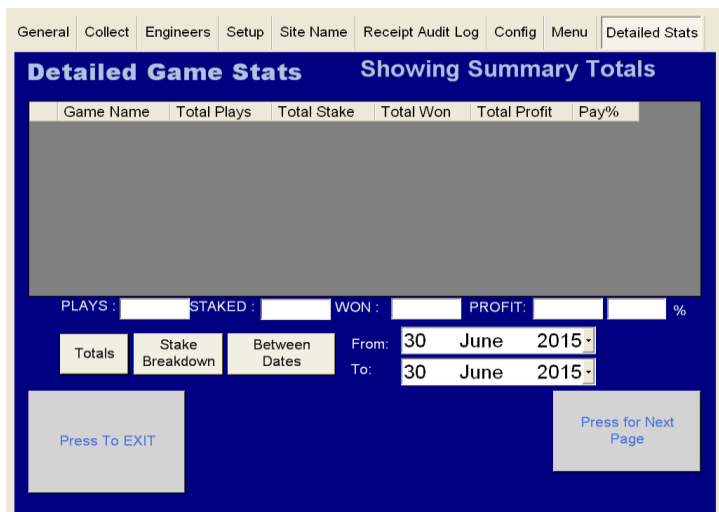 General Collect Engineers Setup Site Name Receipt Audit Log Config Menu Detailed Stats
Detailed Game Stats Showing Summary Totals
Game Name Total Plays Total Stake Total Won Total Profit Pay%
PLAYS : STAKED : WON : PROFIT: %
Totals
Stake
Breakdown
Between
Dates
From: 30 June 2015
To: 30 June 2015
Press To EXIT
Press for Next
Page